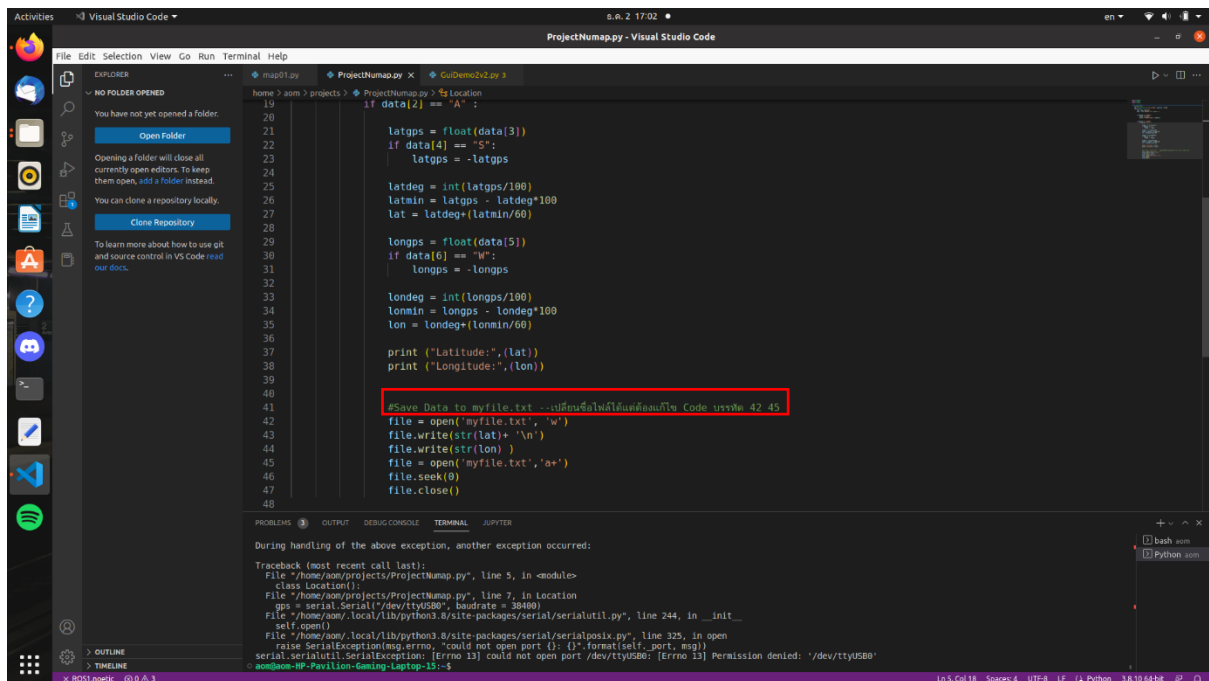 Activities
Visual Studio Code
ธ.ค. 2 17:02
en
ProjectNumap.py - Visual Studio Code
File Edit Selection View Go Run Terminal Help
EXPLORER
NO FOLDER OPENED
You have not yet opened a folder.
Open Folder
Opening a folder will close all
currently open editors. To keep
them open, add a folder instead.
You can clone a repository locally.
Clone Repository
To learn more about how to use git
and source control in VS Code read
our docs.
OUTLINE
TIMELINE
map01.py ProjectNumap.py GuiDemo2v2.py 3
home > aom > projects > ProjectNumap.py > Location
19 if data[2] == "A" :
20
21 latgps = float(data[3])
22 if data[4] == "S":
23 latgps = -latgps
24
25 latdeg = int(latgps/100)
26 latmin = latgps - latdeg*100
27 lat = latdeg+(latmin/60)
28
29 longps = float(data[5])
30 if data[6] == "W":
31 longps = -longps
32
33 londeg = int(longps/100)
34 lonmin = longps - londeg*100
35 lon = londeg+(lonmin/60)
36
37 print ("Latitude:",(lat))
38 print ("Longitude:",(lon))
39
40
41 #Save Data to myfile.txt --เปลี่ยนชื่อไฟล์ได้แต่ต้องแก้ไข Code บรรทัด 42 45
42 file = open('myfile.txt', 'w')
43 file.write(str(lat)+ '\n')
44 file.write(str(lon) )
45 file = open('myfile.txt','a+')
46 file.seek(0)
47 file.close()
48
PROBLEMS 3 OUTPUT DEBUG CONSOLE TERMINAL JUPYTER
During handling of the above exception, another exception occurred:
Traceback (most recent call last):
File "/home/aom/projects/ProjectNumap.py", line 5, in <module>
class Location():
File "/home/aom/projects/ProjectNumap.py", line 7, in Location
gps = serial.Serial("/dev/ttyUSB0", baudrate = 38400)
File "/home/aom/.local/lib/python3.8/site-packages/serial/serialutil.py", line 244, in __init__
self.open()
File "/home/aom/.local/lib/python3.8/site-packages/serial/serialposix.py", line 325, in open
raise SerialException(msg.errno, "could not open port {}: {}".format(self._port, msg))
serial.serialutil.SerialException: [Errno 13] could not open port /dev/ttyUSB0: [Errno 13] Permission denied: '/dev/ttyUSB0'
aom@aom-HP-Pavilion-Gaming-Laptop-15:~$
bash aom
Python aom
ROS1.noetic 0 3
Ln 5, Col 18 Spaces: 4 UTF-8 LF Python 3.8.10 64-bit